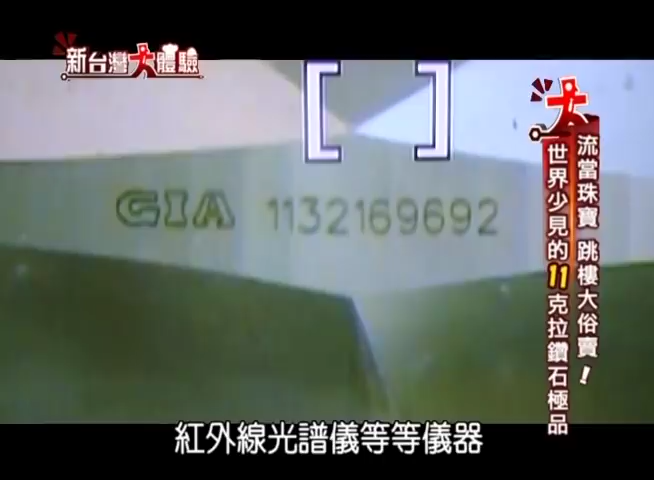 新台灣大體驗
大
流當珠寶 跳樓大俗賣！
世界少見的11克拉鑽石極品
GIA 1132169692
紅外線光譜儀等等儀器